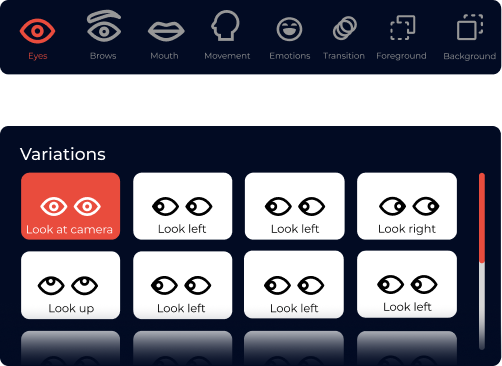 Eyes Brows Mouth Movement Emotions Transition Foreground Background
Variations
Look at camera Look left Look left Look right
Look up Look left Look left Look left